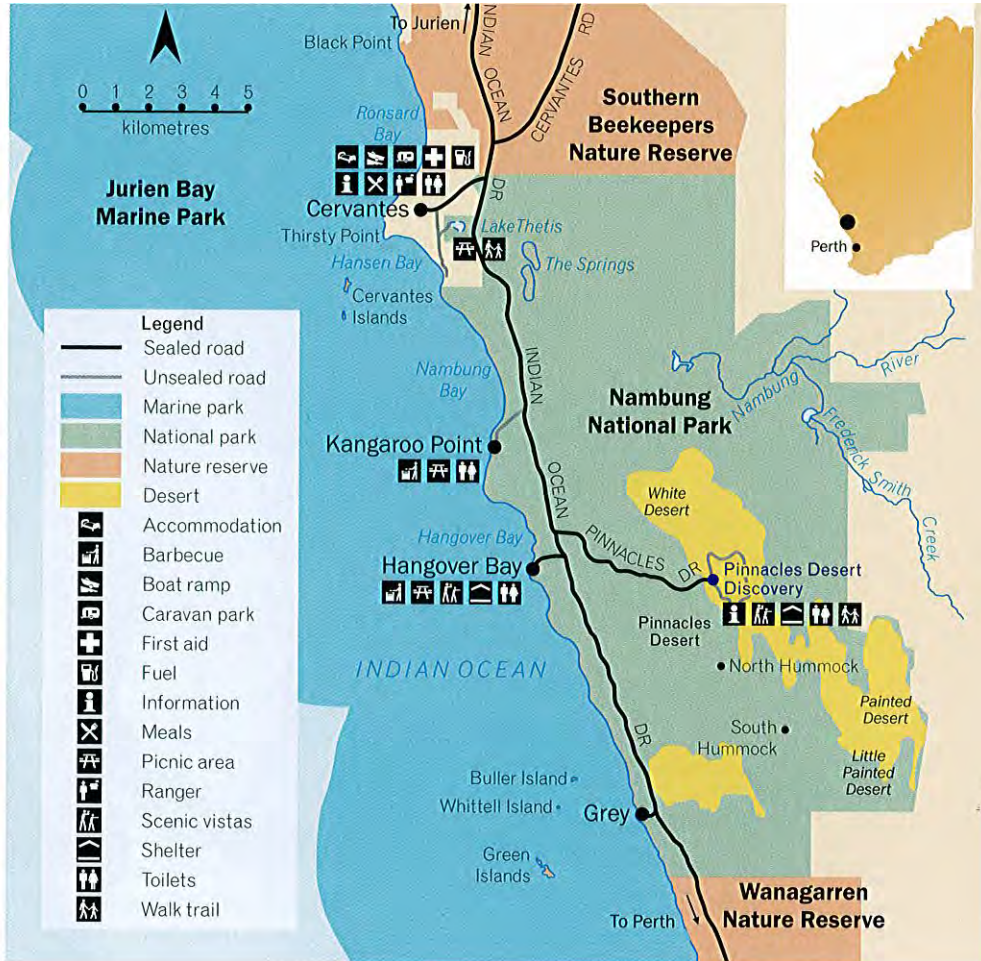 To Jurien
Black Point
INDIAN OCEAN
CERVANTES RD
0 1 2 3 4 5
kilometres
Ronsard
Bay
Southern
Beekeepers
Nature Reserve
Jurien Bay
Marine Park
Cervantes
DR
Thirsty Point
Lake Thetis
Hansen Bay
The Springs
Cervantes
Islands
Perth
Legend
Sealed road
Unsealed road
Marine park
National park
Nature reserve
Desert
Accommodation
Barbecue
Boat ramp
Caravan park
First aid
Fuel
Information
Meals
Picnic area
Ranger
Scenic vistas
Shelter
Toilets
Walk trail
Nambung
Bay
INDIAN
OCEAN
DR
Nambung
National Park
Nambung
River
Frederick Smith
Creek
Kangaroo Point
White
Desert
Hangover Bay
Hangover Bay
PINNACLES DR
Pinnacles Desert
Discovery
Pinnacles
Desert
North Hummock
INDIAN OCEAN
South
Hummock
Painted
Desert
Little
Painted
Desert
Buller Island
Whittell Island
Grey
Green
Islands
To Perth
Wanagarren
Nature Reserve